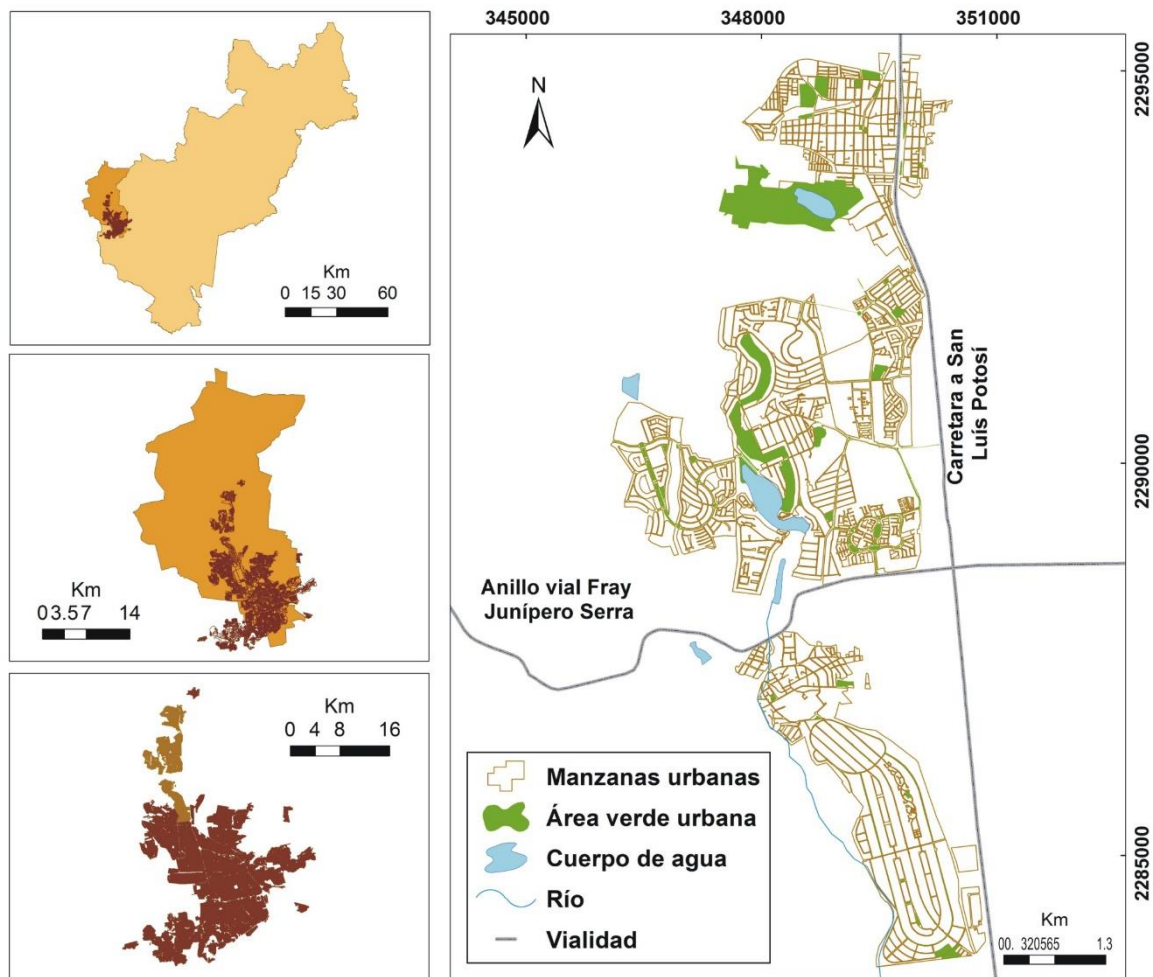 Km
0 15 30 60
Km
03.57 14
Km
0 4 8 16
345000 348000 351000
N
2295000
2290000
2285000
Carretara a San
Luís Potosí
Anillo vial Fray
Junípero Serra
Manzanas urbanas
Área verde urbana
Cuerpo de agua
Río
Vialidad
Km
00. 320565 1.3